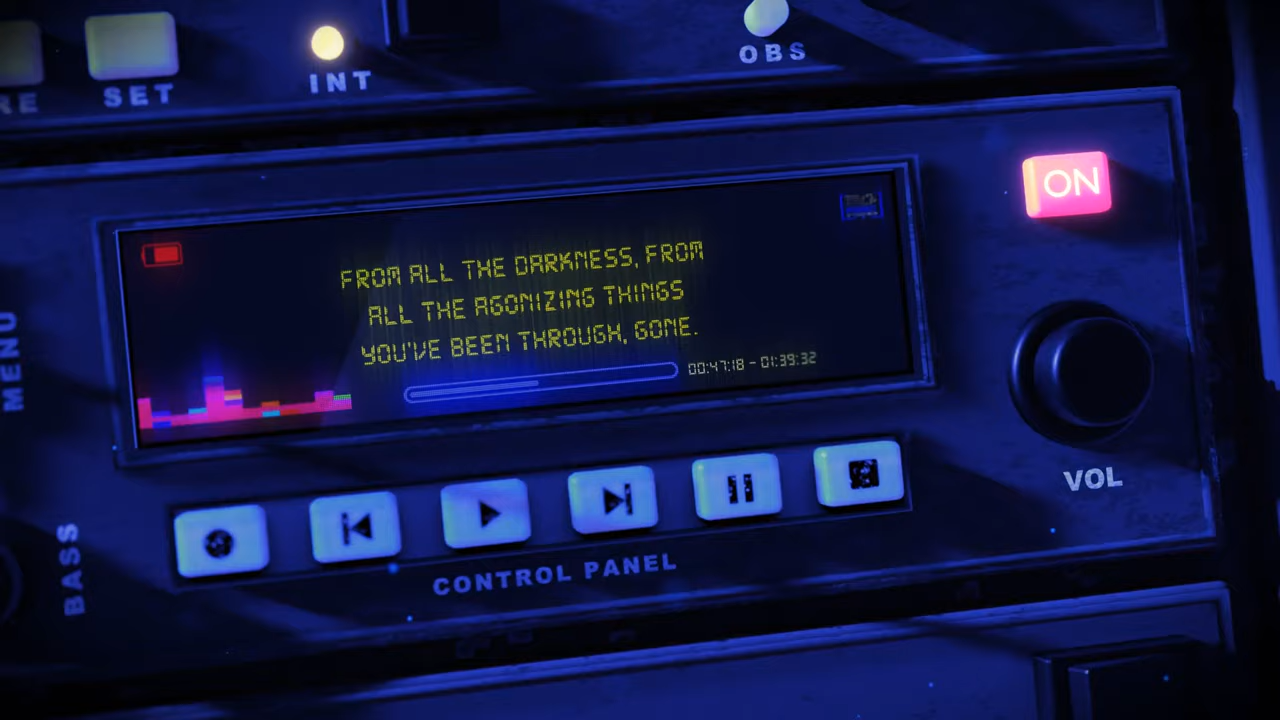 RE
SET
INT
OBS
ON
FROM ALL THE DARKNESS, FROM
ALL THE AGONIZING THINGS
YOU'VE BEEN THROUGH, GONE.
00:47:18 - 01:39:32
MENU
VOL
BASS
CONTROL PANEL